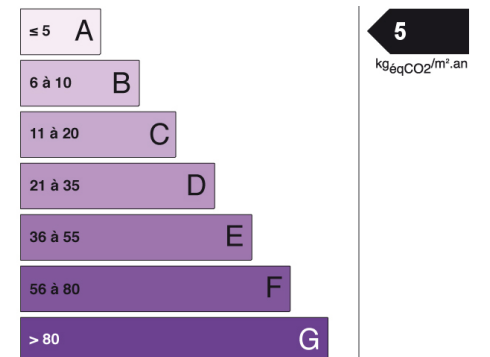 ≤ 5 A
6 à 10 B
11 à 20 C
21 à 35 D
36 à 55 E
56 à 80 F
> 80 G
5
kgéqCO2/m².an